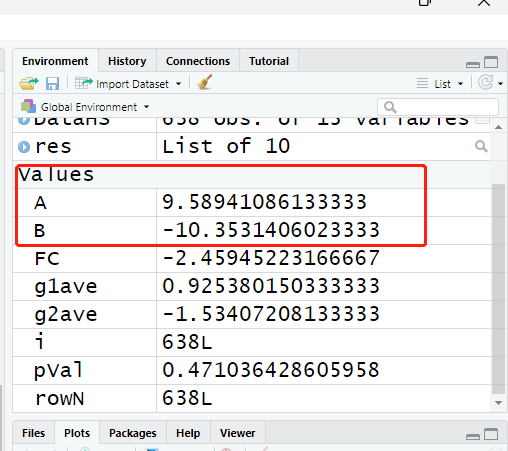 Environment History Connections Tutorial
Import Dataset List
Global Environment
DataHS 638 obs. of 13 variables
res List of 10
Values
A 9.58941086133333
B -10.3531406023333
FC -2.45945223166667
g1ave 0.925380150333333
g2ave -1.53407208133333
i 638L
pVal 0.471036428605958
rowN 638L
Files Plots Packages Help Viewer